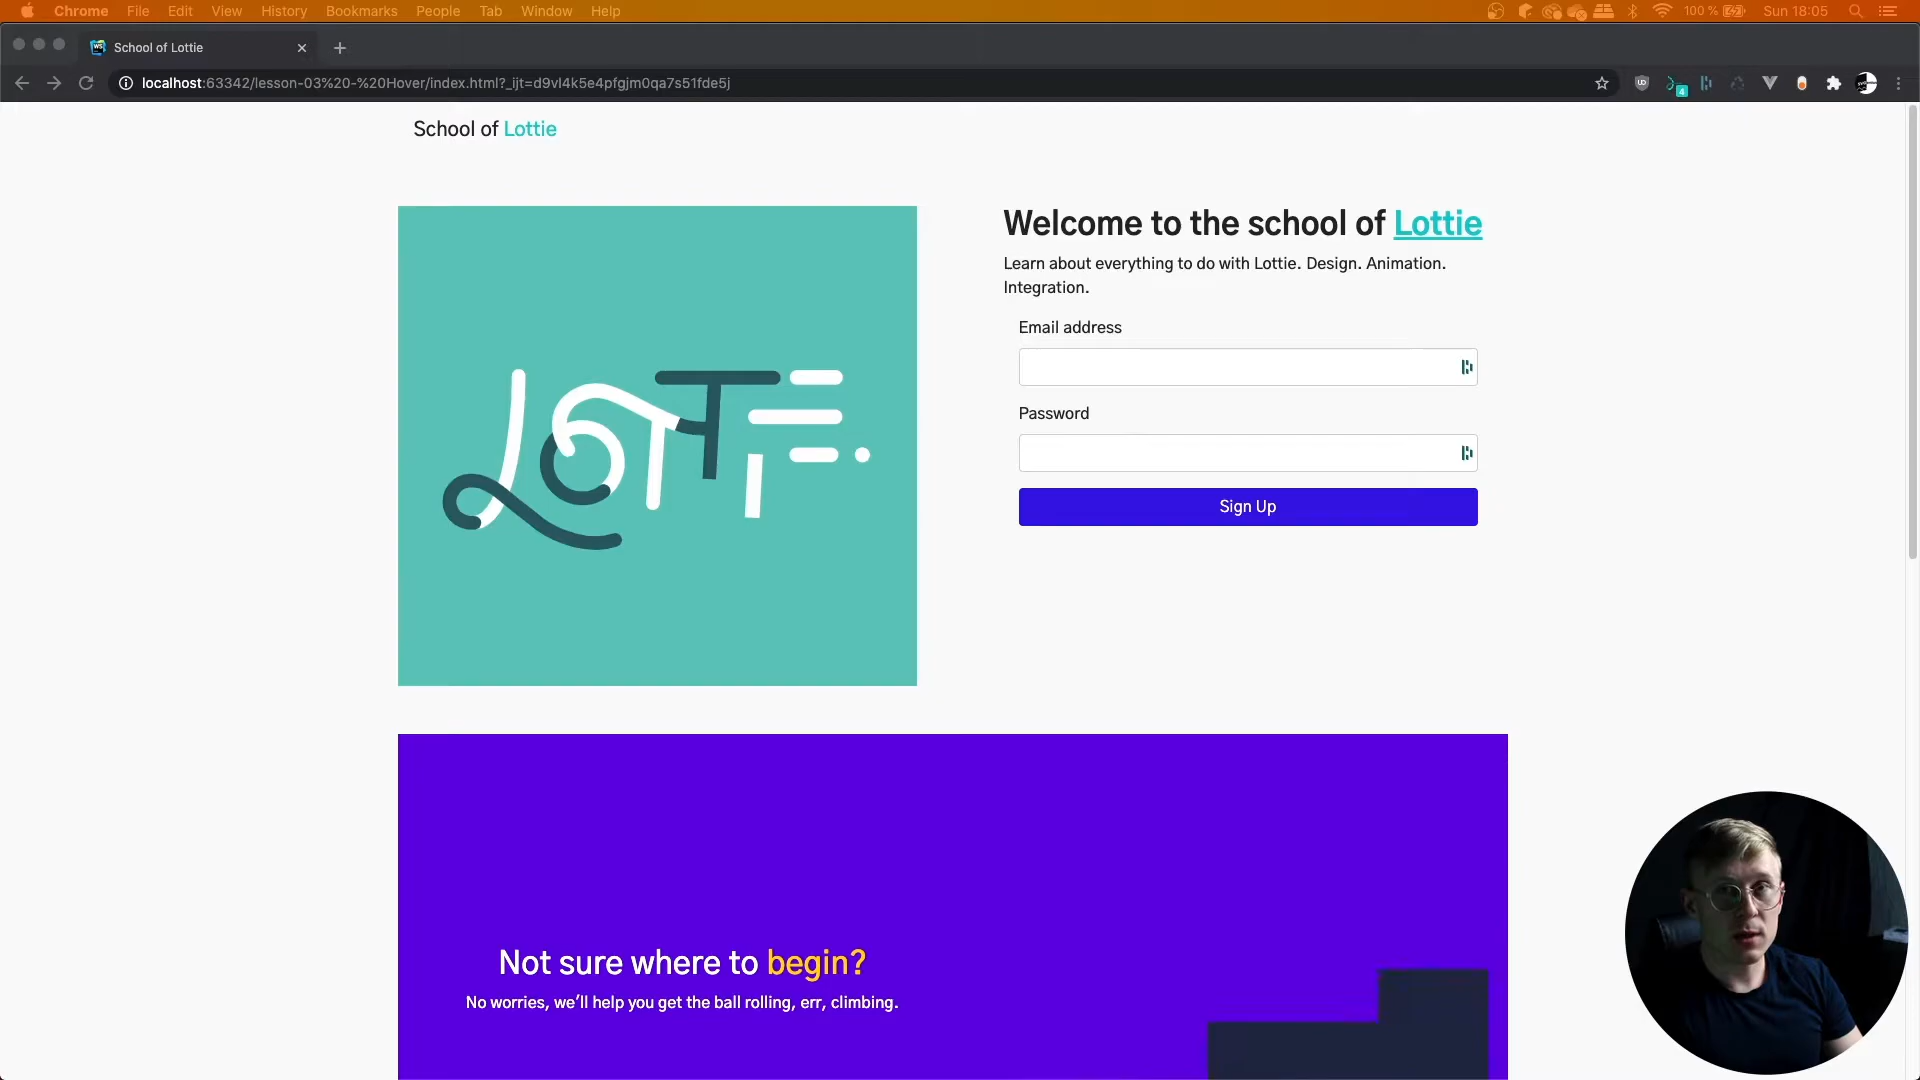 Chrome File Edit View History Bookmarks People Tab Window Help 100 % Sun 18:05
WS School of Lottie
localhost:63342/lesson-03%20-%20Hover/index.html?_ijt=d9vl4k5e4pfgjm0qa7s51fde5j
4
School of Lottie
LOTTIE.
Welcome to the school of Lottie
Learn about everything to do with Lottie. Design. Animation.
Integration.
Email address
Password
Sign Up
Not sure where to begin?
No worries, we'll help you get the ball rolling, err, climbing.